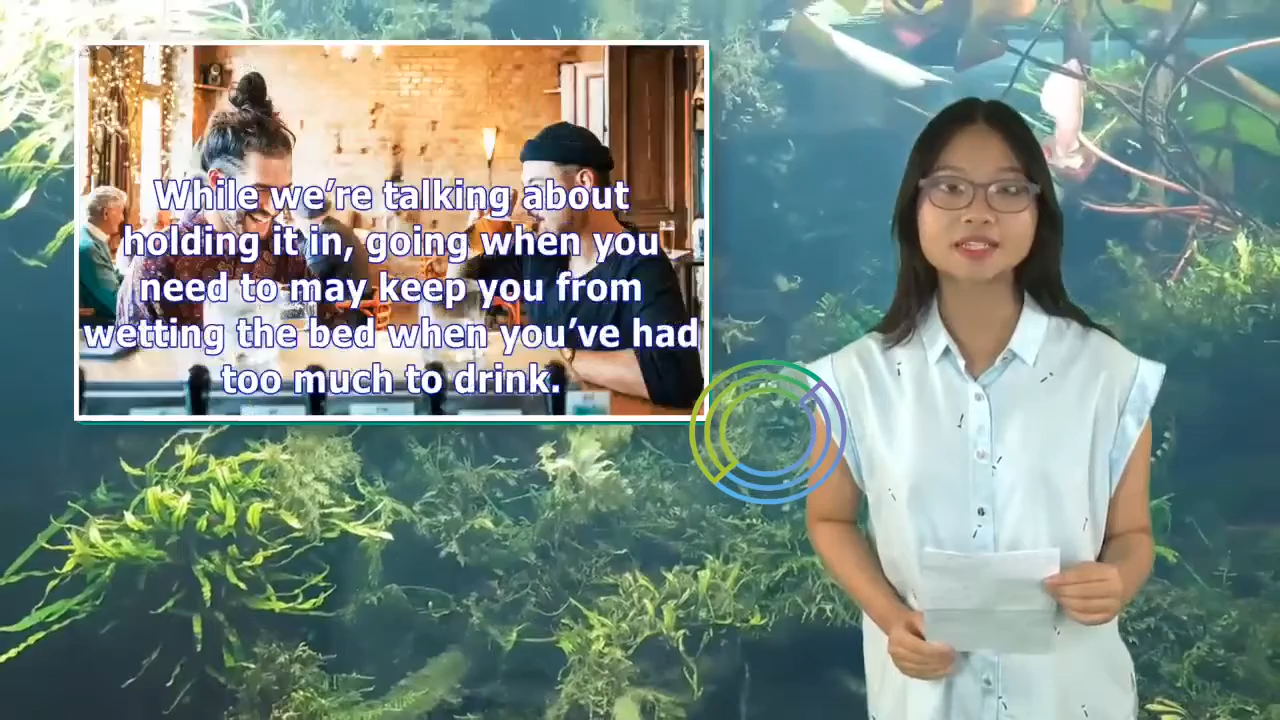 While we’re talking about
holding it in, going when you
need to may keep you from
wetting the bed when you’ve had
too much to drink.